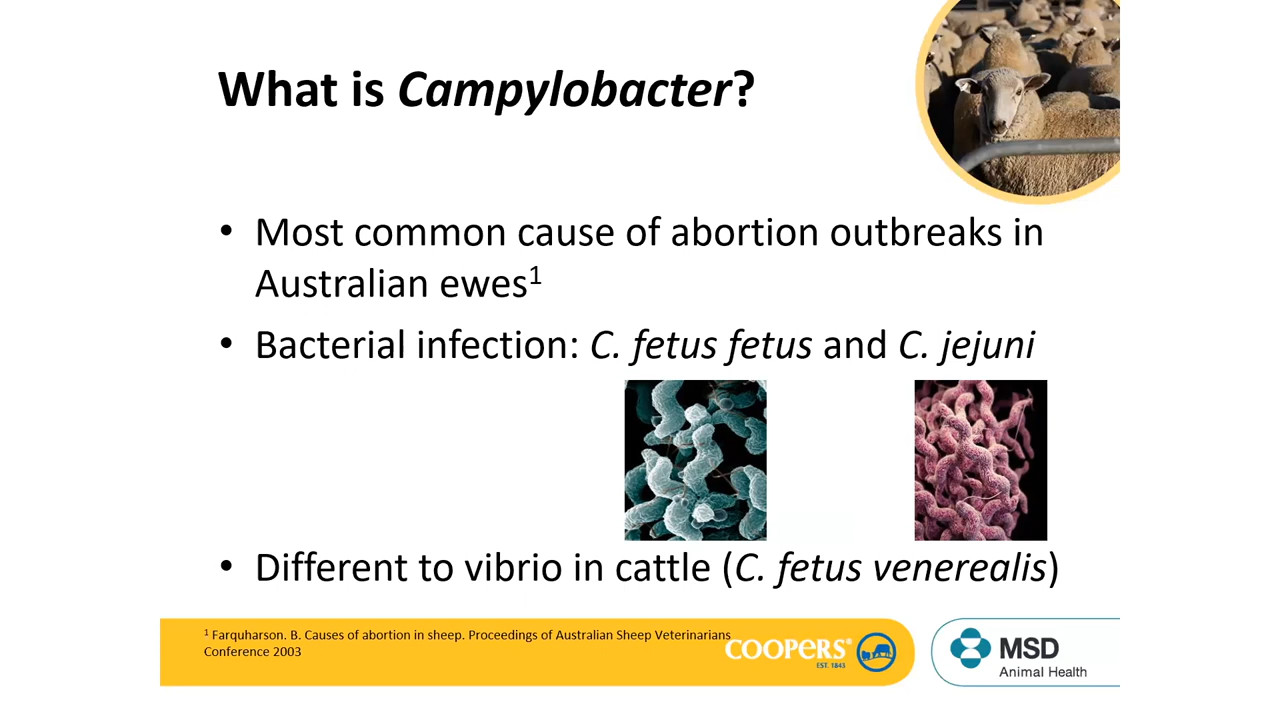 What is Campylobacter?
• Most common cause of abortion outbreaks in
Australian ewes¹
• Bacterial infection: C. fetus fetus and C. jejuni
• Different to vibrio in cattle (C. fetus venerealis)
¹ Farquharson. B. Causes of abortion in sheep. Proceedings of Australian Sheep Veterinarians
Conference 2003
COOPERS®
EST. 1843
MSD
Animal Health